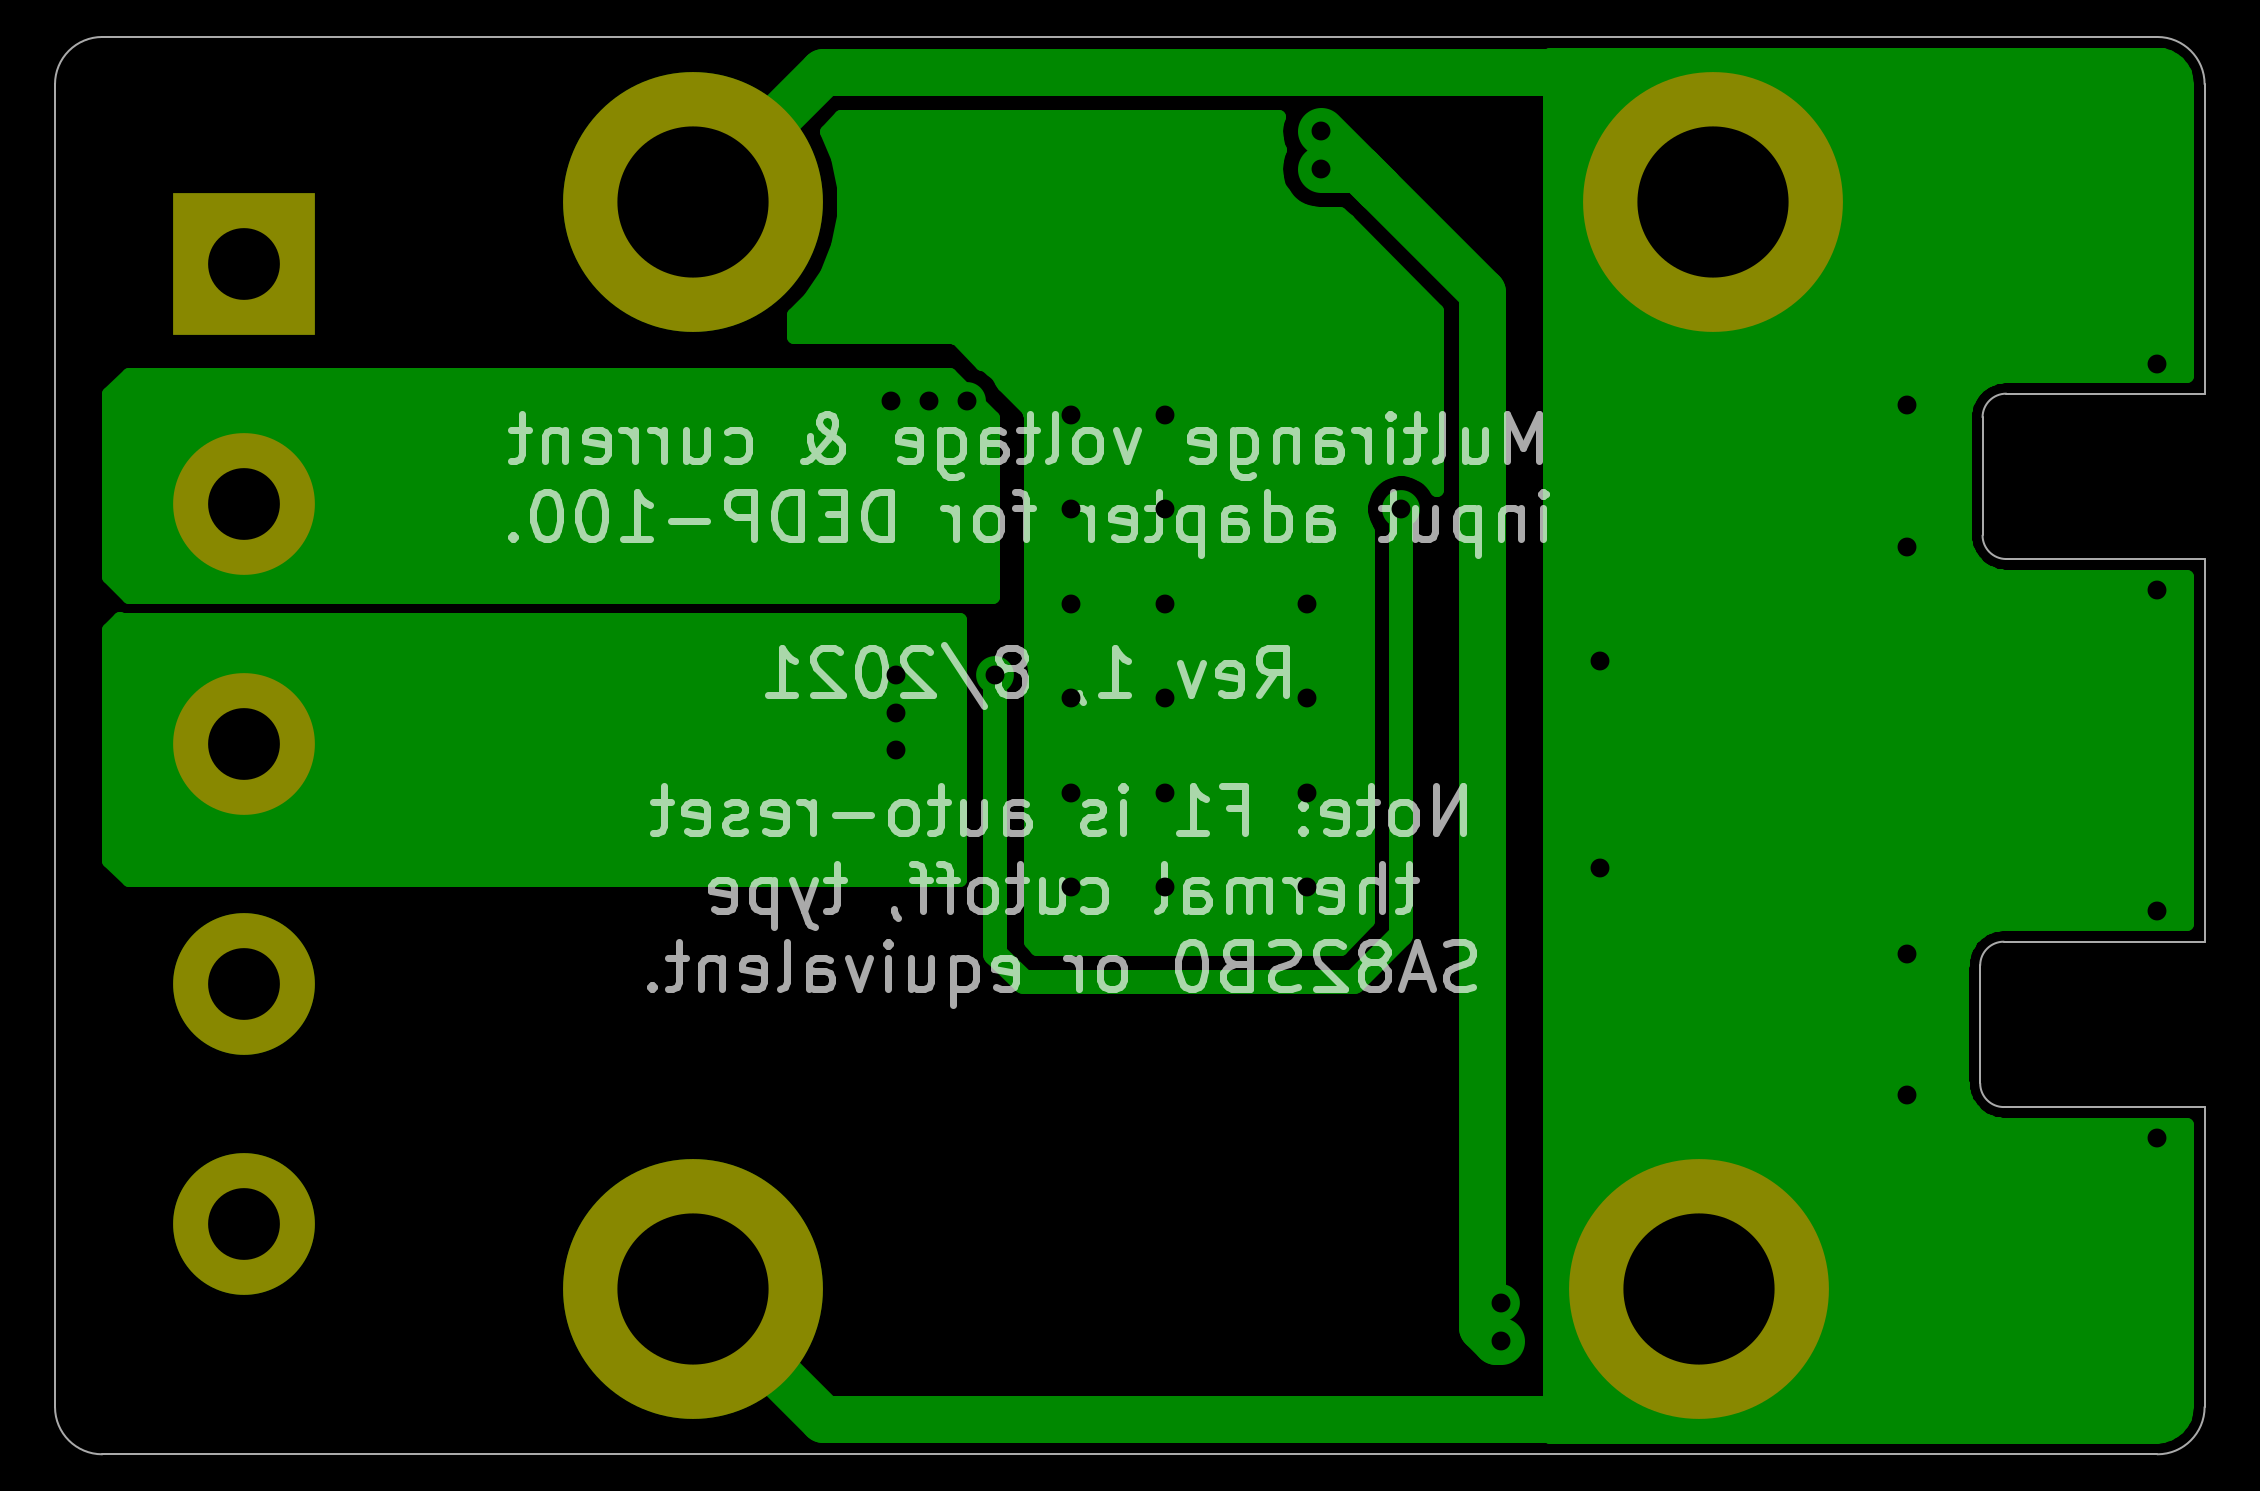 Multirange voltage & current
input adapter for DEDP-100.
Rev 1, 8/2021
Note: F1 is auto-reset
thermal cutoff, type
SA82SB0 or equivalent.